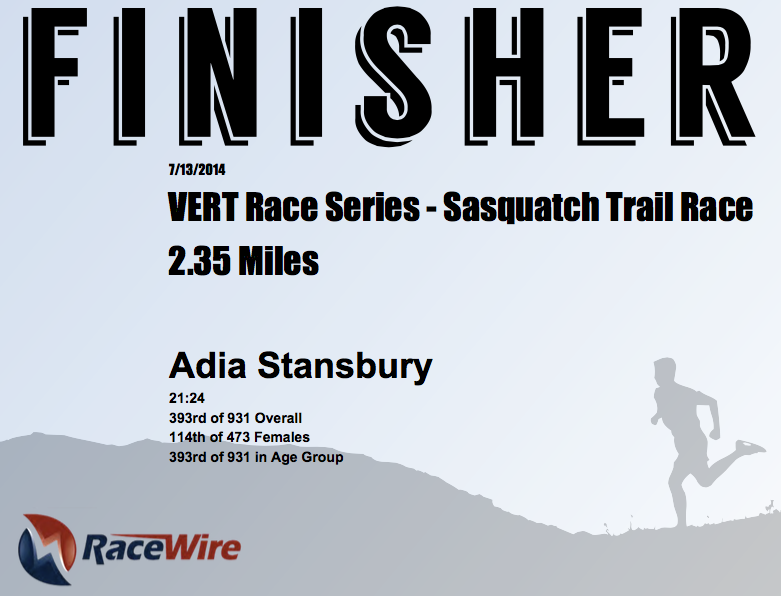 FINISHER
7/13/2014
VERT Race Series - Sasquatch Trail Race
2.35 Miles
Adia Stansbury
21:24
393rd of 931 Overall
114th of 473 Females
393rd of 931 in Age Group
RaceWire